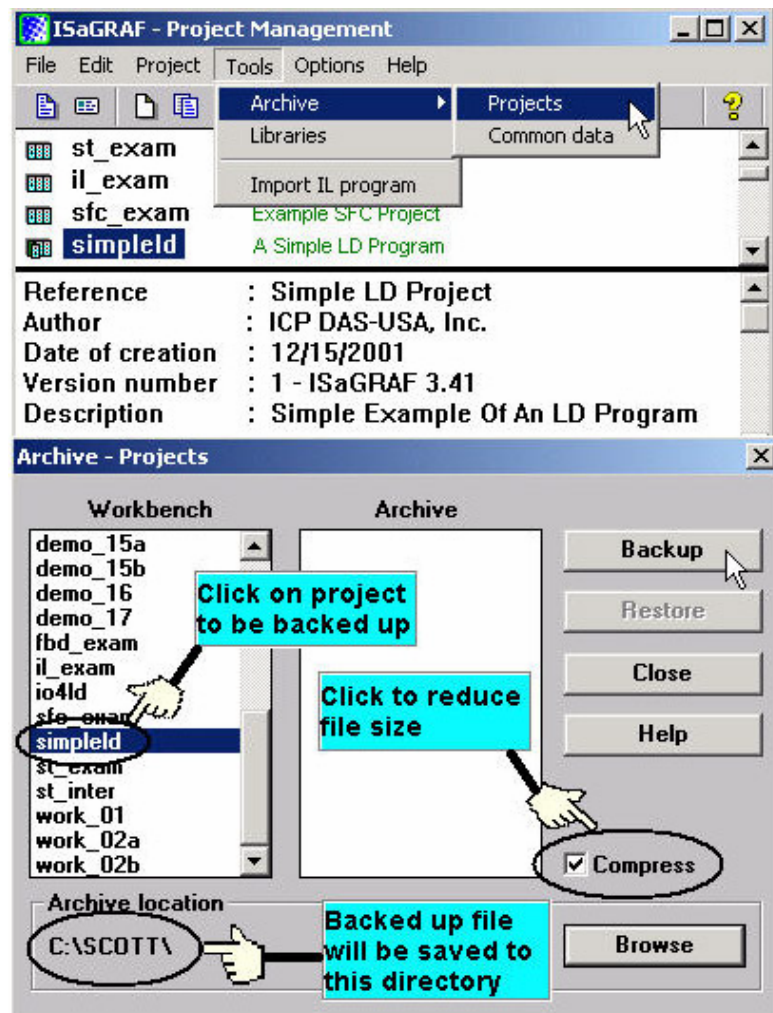 ISaGRAF - Project Management
File Edit Project Tools Options Help
Archive
Projects
Libraries
Common data
Import IL program
st_exam
il_exam
sfc_exam Example SFC Project
simpleld A Simple LD Program
Reference : Simple LD Project
Author : ICP DAS-USA, Inc.
Date of creation : 12/15/2001
Version number : 1 - ISaGRAF 3.41
Description : Simple Example Of An LD Program
Archive - Projects
Workbench
Archive
demo_15a
demo_15b
demo_16
demo_17
fbd_exam
il_exam
io4ld
sfc_exam
simpleld
st_exam
st_inter
work_01
work_02a
work_02b
Click on project
to be backed up
Click to reduce
file size
Backup
Restore
Close
Help
Compress
Archive location
C:\SCOTT\
Backed up file
will be saved to
this directory
Browse